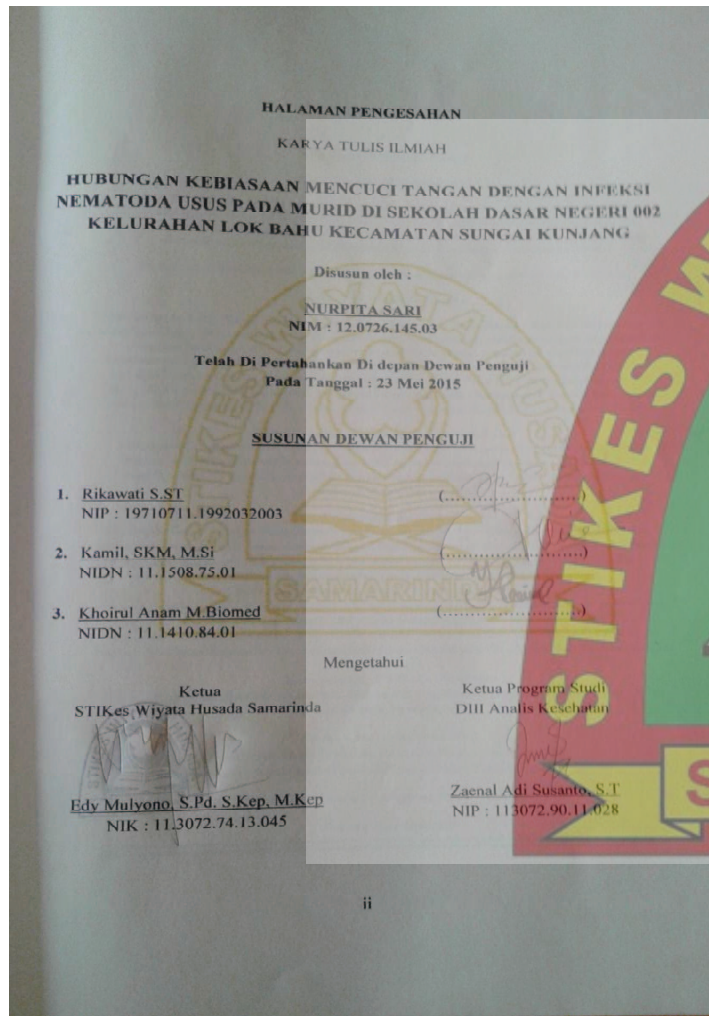 HALAMAN PENGESAHAN
KARYA TULIS ILMIAH
HUBUNGAN KEBIASAAN MENCUCI TANGAN DENGAN INFEKSI
NEMATODA USUS PADA MURID DI SEKOLAH DASAR NEGERI 002
KELURAHAN LOK BAHU KECAMATAN SUNGAI KUNJANG
Disusun oleh :
NURPITA SARI
NIM : 12.0726.145.03
Telah Di Pertahankan Di depan Dewan Penguji
Pada Tanggal : 23 Mei 2015
SUSUNAN DEWAN PENGUJI
1. Rikawati S.ST (........................)
NIP : 19710711.1992032003
2. Kamil, SKM, M.Si (........................)
NIDN : 11.1508.75.01
3. Khoirul Anam M.Biomed (........................)
NIDN : 11.1410.84.01
Mengetahui
Ketua
STIKes Wiyata Husada Samarinda
Edy Mulyono, S.Pd. S.Kep, M.Kep
NIK : 11.3072.74.13.045
Ketua Program Studi
DIII Analis Kesehatan
Zaenal Adi Susanto, S.T
NIP : 113072.90.11.028
ii
STIKES WIYATA HUSADA
SAMARINDA
STIKES W
S